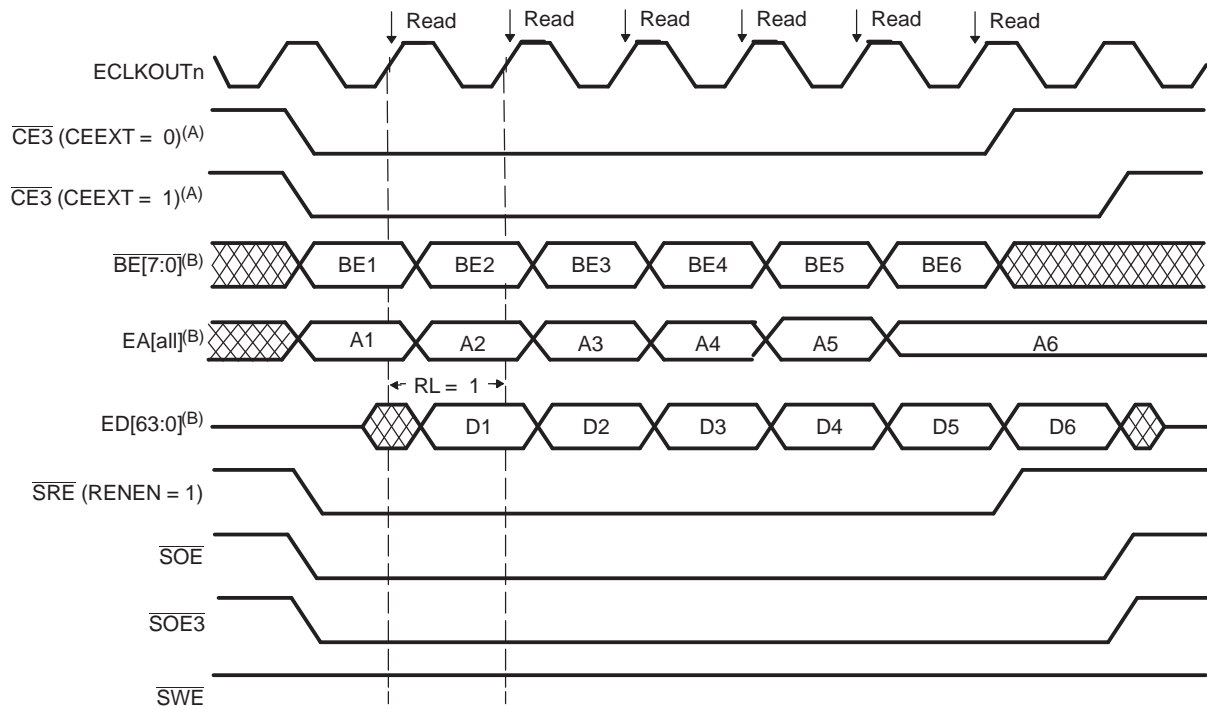 Read Read Read Read Read Read
ECLKOUTn
CE3 (CEEXT = 0)(A)
CE3 (CEEXT = 1)(A)
BE[7:0](B) BE1 BE2 BE3 BE4 BE5 BE6
EA[all](B) A1 A2 A3 A4 A5 A6
RL = 1
ED[63:0](B) D1 D2 D3 D4 D5 D6
SRE (RENEN = 1)
SOE
SOE3
SWE